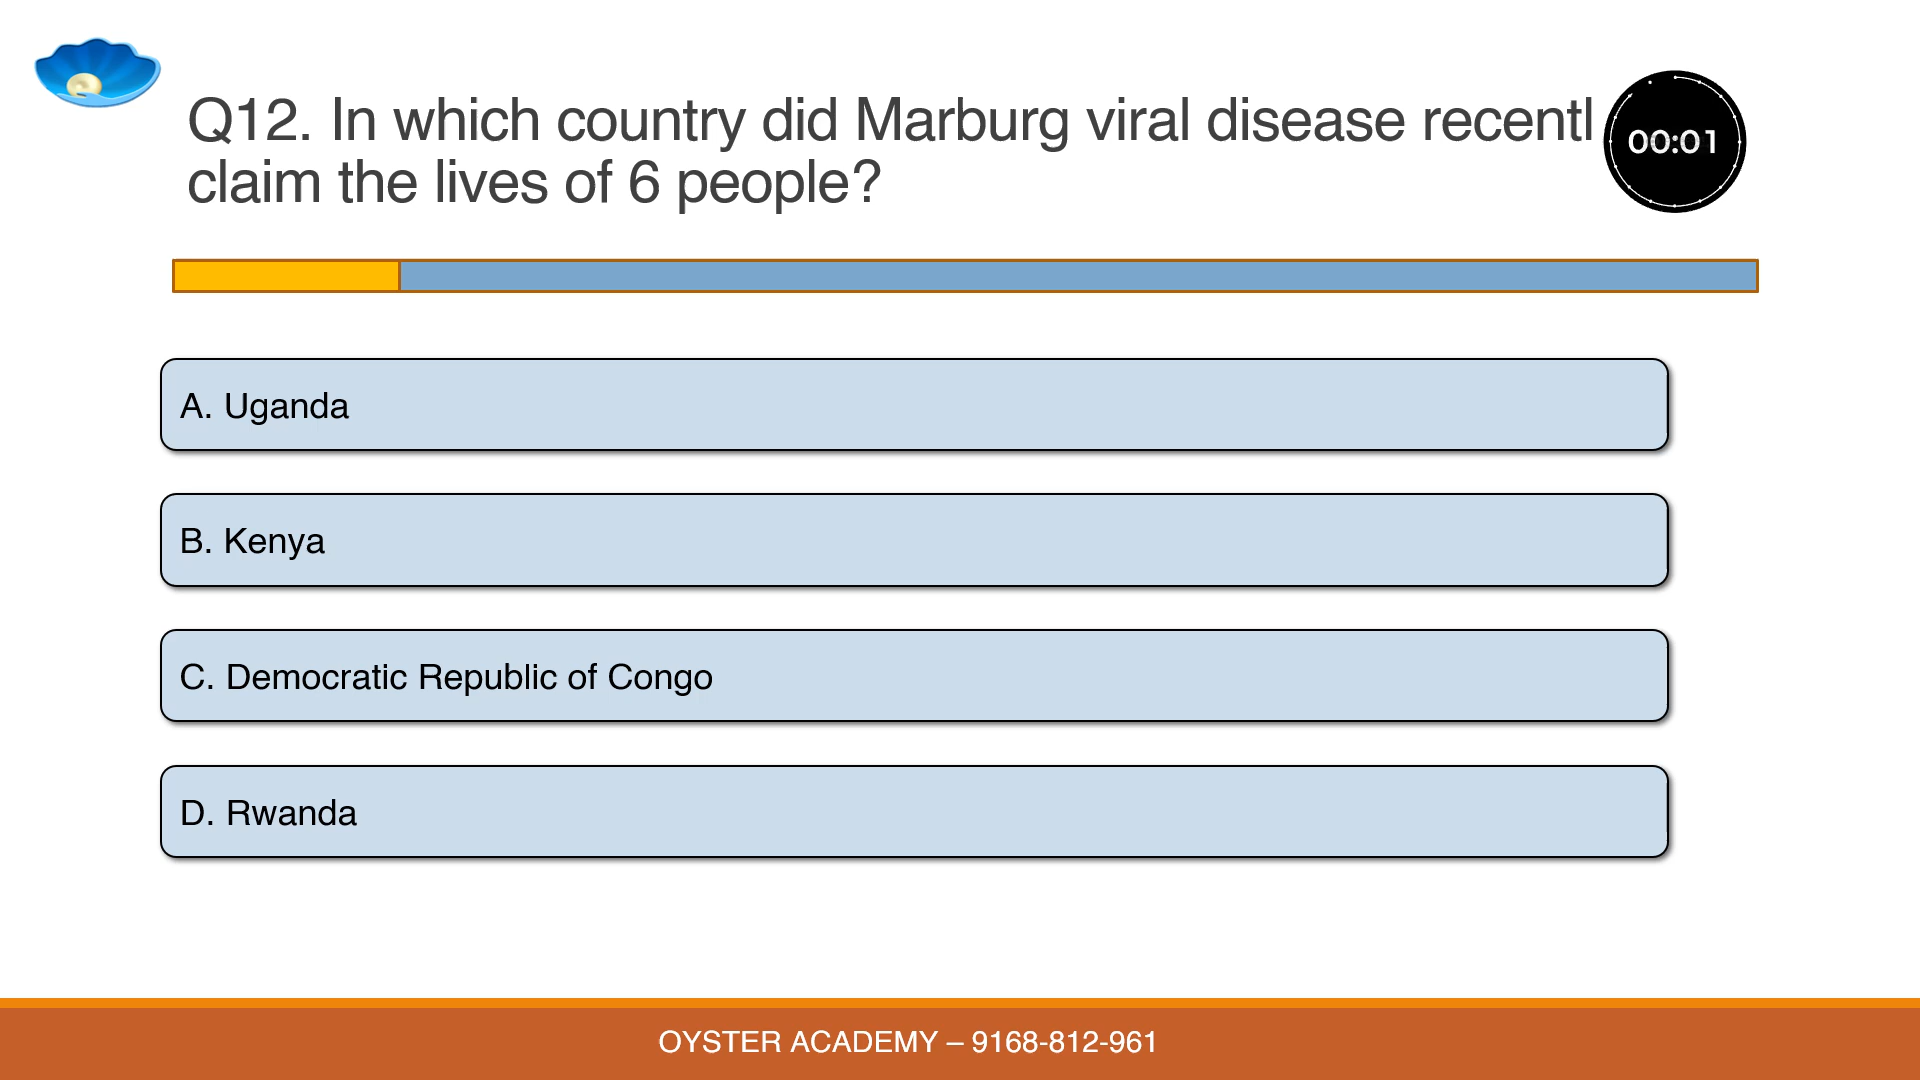 Q12. In which country did Marburg viral disease recentl
00:01
claim the lives of 6 people?
A. Uganda
B. Kenya
C. Democratic Republic of Congo
D. Rwanda
OYSTER ACADEMY – 9168-812-961